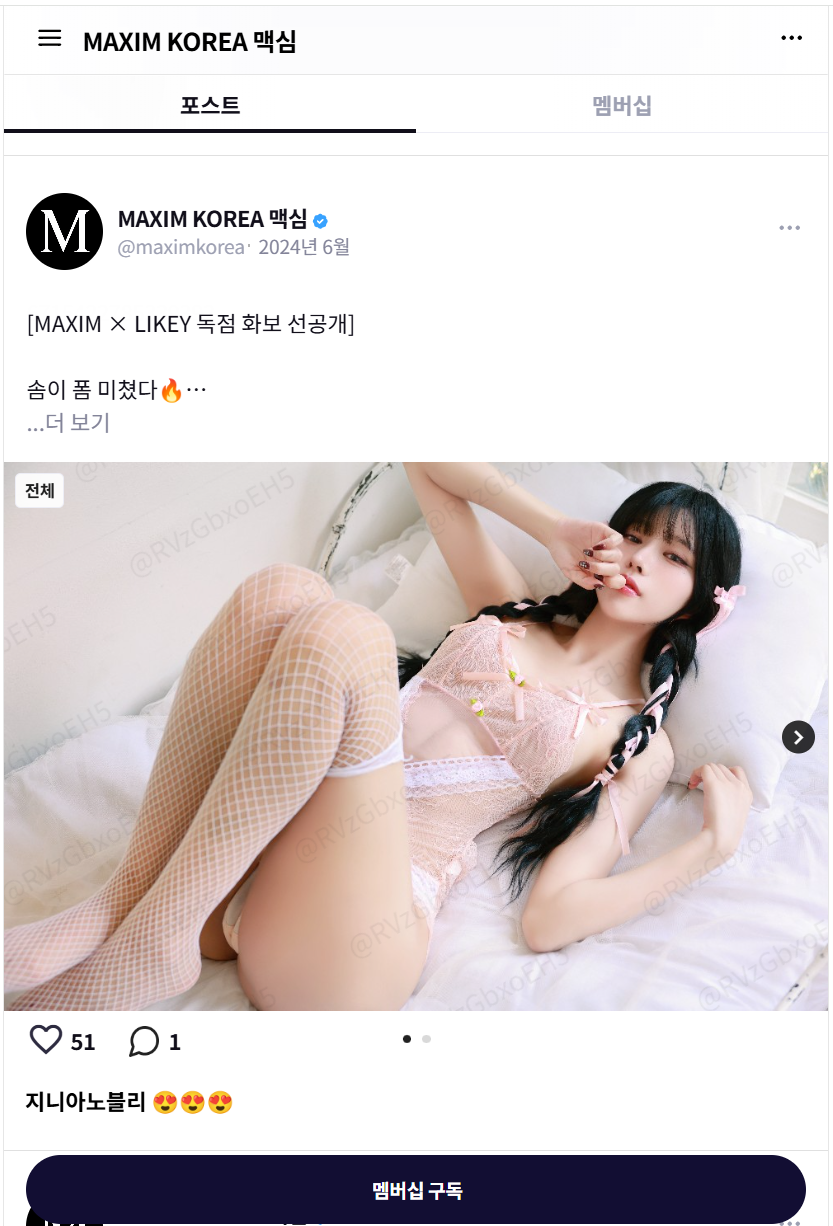 MAXIM KOREA 맥심
포스트
멤버십
M
MAXIM KOREA 맥심
@maximkorea · 2024년 6월
[MAXIM × LIKEY 독점 화보 선공개]
솜이 폼 미쳤다🔥…
...더 보기
전체
@RVzGbxoEH5
51
1
지니아노블리 😍😍😍
멤버십 구독